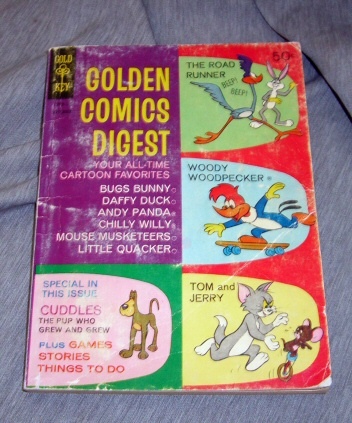 GOLD
KEY
GOLDEN
COMICS
DIGEST
YOUR ALL-TIME
CARTOON FAVORITES
BUGS BUNNY
DAFFY DUCK
ANDY PANDA
CHILLY WILLY
MOUSE MUSKETEERS
LITTLE QUACKER
THE ROAD
RUNNER
BEEP!
BEEP!
50¢
WOODY
WOODPECKER
SPECIAL IN
THIS ISSUE
CUDDLES
THE PUP WHO
GREW AND GREW
PLUS GAMES
STORIES
THINGS TO DO
TOM and
JERRY